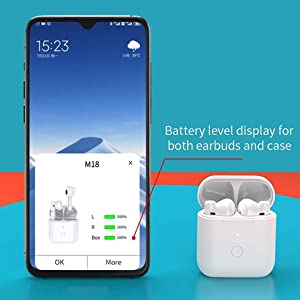 15:23
M18
×
L 100%
R 100%
Box 100%
OK More
Battery level display for
both earbuds and case